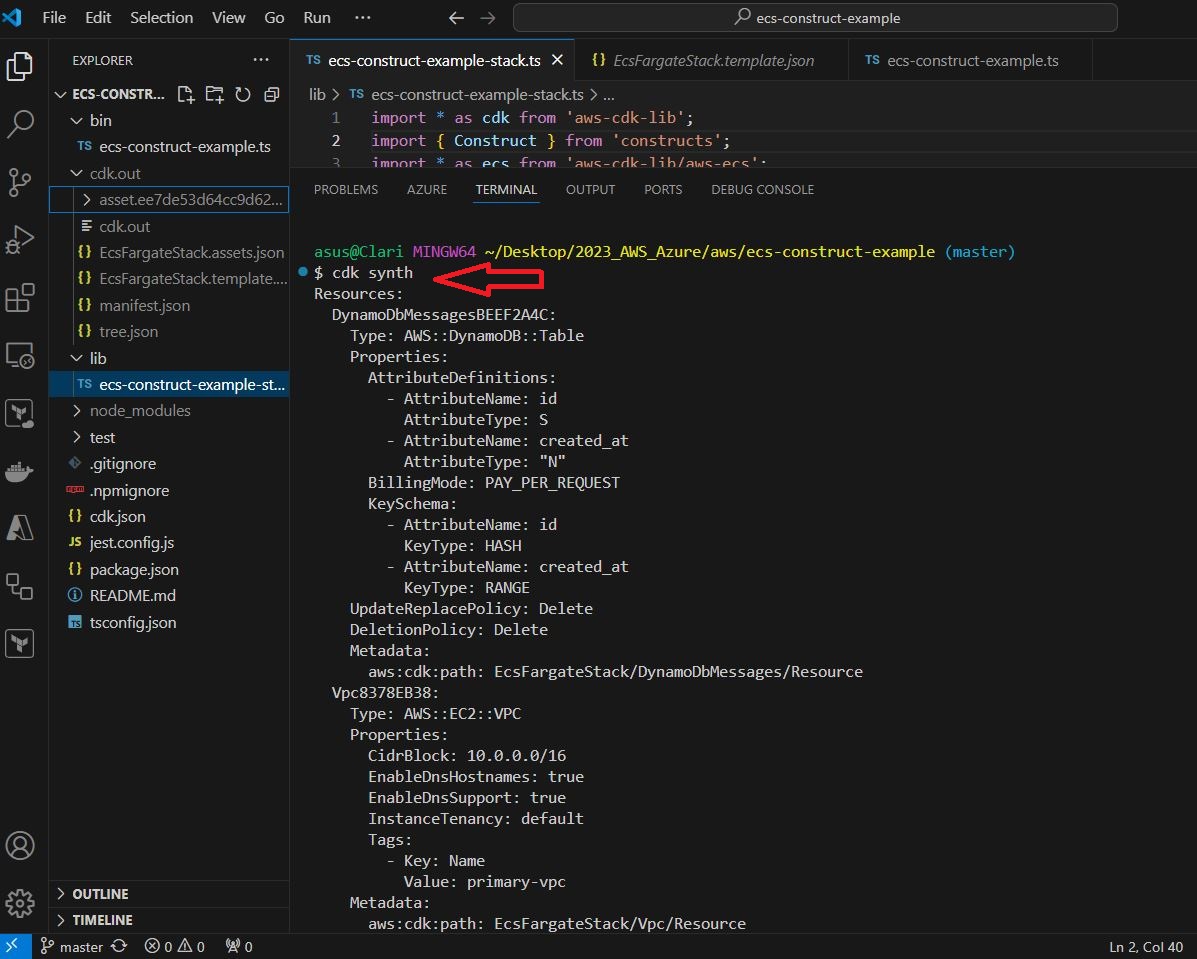 File Edit Selection View Go Run ··· ecs-construct-example
EXPLORER ···
ECS-CONSTR...
bin
TS ecs-construct-example.ts
cdk.out
asset.ee7de53d64cc9d62...
cdk.out
{} EcsFargateStack.assets.json
{} EcsFargateStack.template....
{} manifest.json
{} tree.json
lib
TS ecs-construct-example-st...
node_modules
test
.gitignore
npm .npmignore
{} cdk.json
JS jest.config.js
{} package.json
README.md
TS tsconfig.json
OUTLINE
TIMELINE
TS ecs-construct-example-stack.ts {} EcsFargateStack.template.json TS ecs-construct-example.ts
lib > TS ecs-construct-example-stack.ts > ...
1 import * as cdk from 'aws-cdk-lib';
2 import { Construct } from 'constructs';
3 import * as ecs from 'aws-cdk-lib/aws-ecs';
PROBLEMS AZURE TERMINAL OUTPUT PORTS DEBUG CONSOLE
asus@Clari MINGW64 ~/Desktop/2023_AWS_Azure/aws/ecs-construct-example (master)
$ cdk synth
Resources:
DynamoDbMessagesBEEF2A4C:
Type: AWS::DynamoDB::Table
Properties:
AttributeDefinitions:
- AttributeName: id
AttributeType: S
- AttributeName: created_at
AttributeType: "N"
BillingMode: PAY_PER_REQUEST
KeySchema:
- AttributeName: id
KeyType: HASH
- AttributeName: created_at
KeyType: RANGE
UpdateReplacePolicy: Delete
DeletionPolicy: Delete
Metadata:
aws:cdk:path: EcsFargateStack/DynamoDbMessages/Resource
Vpc8378EB38:
Type: AWS::EC2::VPC
Properties:
CidrBlock: 10.0.0.0/16
EnableDnsHostnames: true
EnableDnsSupport: true
InstanceTenancy: default
Tags:
- Key: Name
Value: primary-vpc
Metadata:
aws:cdk:path: EcsFargateStack/Vpc/Resource
master 0 0 0 Ln 2, Col 40